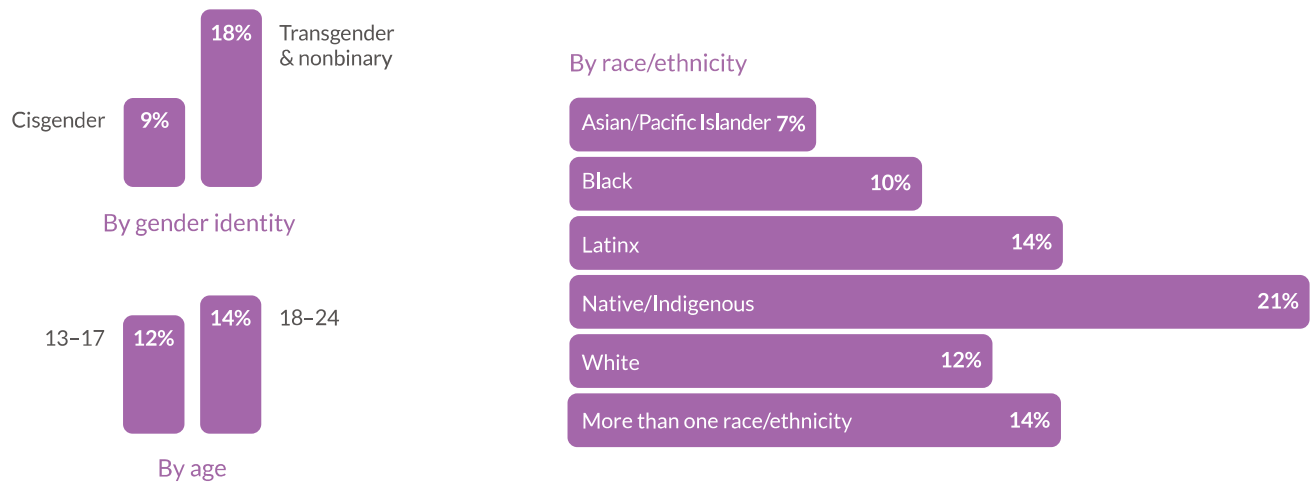 18%
Transgender
& nonbinary
Cisgender
9%
By gender identity
13–17
12%
14%
18–24
By age
By race/ethnicity
Asian/Pacific Islander 7%
Black 10%
Latinx 14%
Native/Indigenous 21%
White 12%
More than one race/ethnicity 14%